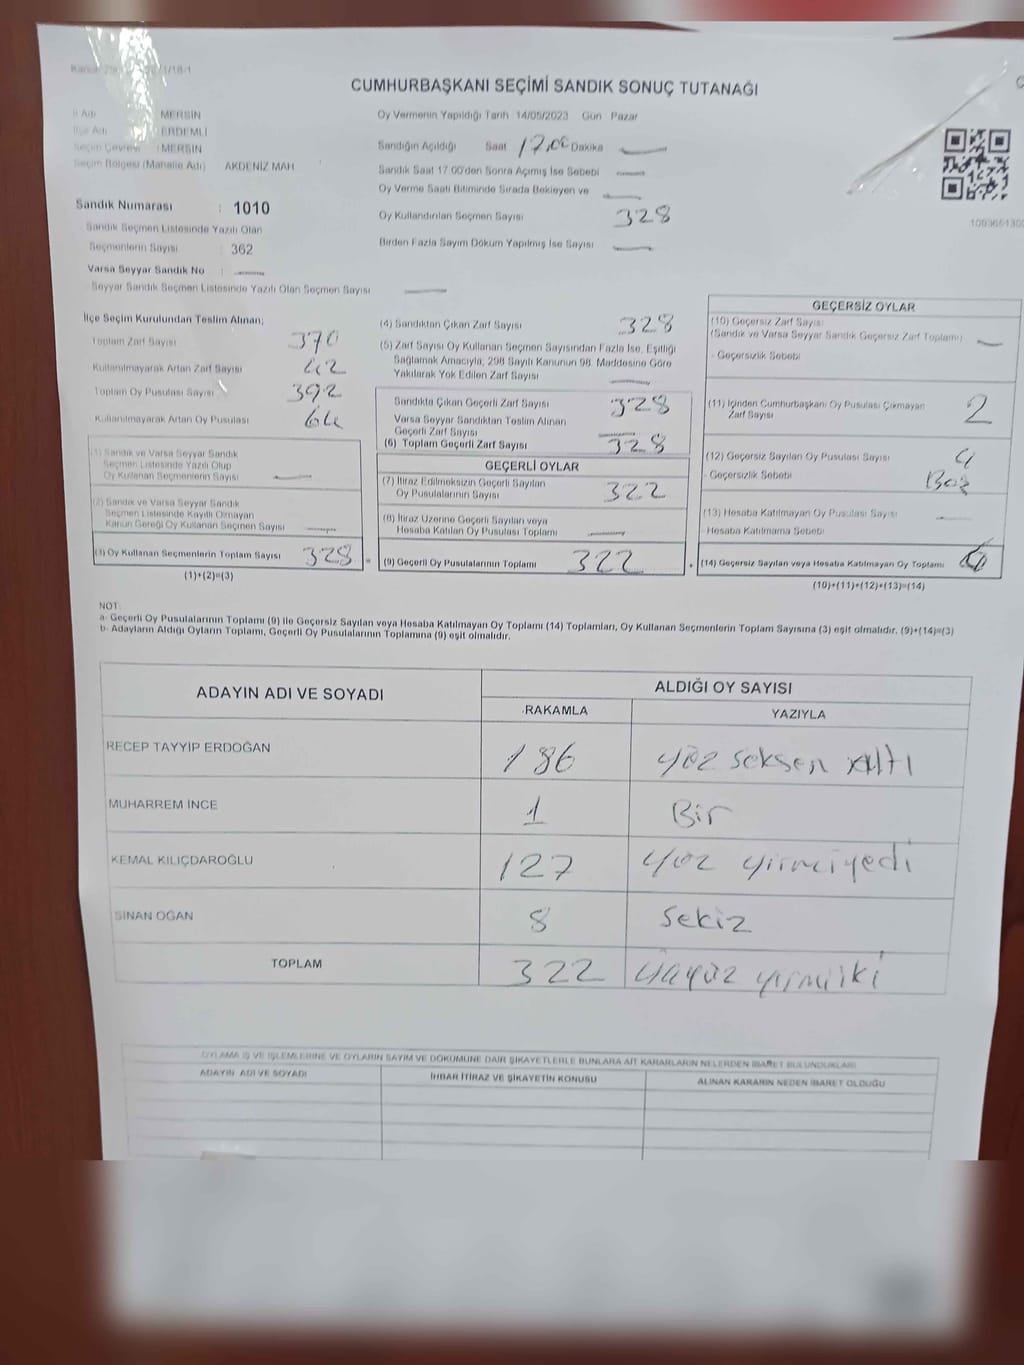 CUMHURBAŞKANI SEÇİMİ SANDIK SONUÇ TUTANAĞI
İl Adı MERSİN
İlçe Adı ERDEMLİ
Seçim Çevresi : MERSİN
Seçim Bölgesi (Mahalle Adı) AKDENİZ MAH
Sandık Numarası : 1010
Sandık Seçmen Listesinde Yazılı Olan
Seçmenlerin Sayısı : 362
Varsa Seyyar Sandık No :
Seyyar Sandık Seçmen Listesinde Yazılı Olan Seçmen Sayısı
Oy Vermenin Yapıldığı Tarih 14/05/2023 Gün Pazar
Sandığın Açıldığı Saat 17.00 Dakika
Sandık Saat 17.00'den Sonra Açımış İse Sebebi
Oy Verme Saati Bitiminde Sırada Bekleyen ve
Oy Kullandırılan Seçmen Sayısı 328
Birden Fazla Sayım Döküm Yapılmış İse Sayısı
İlçe Seçim Kurulundan Teslim Alınan;
Toplam Zarf Sayısı 370
Kullanılmayarak Artan Zarf Sayısı 42
Toplam Oy Pusulası Sayısı 392
Kullanılmayarak Artan Oy Pusulası 64
(1) Sandık ve Varsa Seyyar Sandık
Seçmen Listesinde Yazılı Olup
Oy Kullanan Seçmenlerin Sayısı
(2) Sandık ve Varsa Seyyar Sandık
Seçmen Listesinde Kayıtlı Olmayan
Kanun Gereği Oy Kullanan Seçmen Sayısı
(3) Oy Kullanan Seçmenlerin Toplam Sayısı 328
(1)+(2)=(3)
(4) Sandıktan Çıkan Zarf Sayısı 328
(5) Zarf Sayısı Oy Kullanan Seçmen Sayısından Fazla İse, Eşitliği
Sağlamak Amacıyla, 298 Sayılı Kanunun 98. Maddesine Göre
Yakılarak Yok Edilen Zarf Sayısı
Sandıkta Çıkan Geçerli Zarf Sayısı 328
Varsa Seyyar Sandıktan Teslim Alınan
Geçerli Zarf Sayısı
(6) Toplam Geçerli Zarf Sayısı 328
GEÇERLİ OYLAR
(7) İtiraz Edilmeksizin Geçerli Sayılan
Oy Pusulalarının Sayısı 322
(8) İtiraz Üzerine Geçerli Sayılan veya
Hesaba Katılan Oy Pusulası Toplamı
(9) Geçerli Oy Pusulalarının Toplamı 322
GEÇERSİZ OYLAR
(10) Geçersiz Zarf Sayısı
(Sandık ve Varsa Seyyar Sandık Geçersiz Zarf Toplamı)
- Geçersizlik Sebebi
(11) İçinden Cumhurbaşkanı Oy Pusulası Çıkmayan
Zarf Sayısı 2
(12) Geçersiz Sayılan Oy Pusulası Sayısı 4
- Geçersizlik Sebebi
(13) Hesaba Katılmayan Oy Pusulası Sayısı
Hesaba Katılmama Sebebi
(14) Geçersiz Sayılan veya Hesaba Katılmayan Oy Toplamı
(10)+(11)+(12)+(13)=(14)
NOT:
a- Geçerli Oy Pusulalarının Toplamı (9) ile Geçersiz Sayılan veya Hesaba Katılmayan Oy Toplamı (14) Toplamları, Oy Kullanan Seçmenlerin Toplam Sayısına (3) eşit olmalıdır. (9)+(14)=(3)
b- Adayların Aldığı Oyların Toplamı, Geçerli Oy Pusulalarının Toplamına (9) eşit olmalıdır.
ADAYIN ADI VE SOYADI ALDIĞI OY SAYISI
RAKAMLA YAZIYLA
RECEP TAYYİP ERDOĞAN 186 yüz seksen altı
MUHARREM İNCE 1 Bir
KEMAL KILIÇDAROĞLU 127 yüz yirmiyedi
SİNAN OĞAN 8 Sekiz
TOPLAM 322
OYLAMA İŞ VE İŞLEMLERİNE VE OYLARIN SAYIM VE DÖKÜMÜNE DAİR ŞİKAYETLERLE BUNLARA AİT KARARLARIN NELERDEN İBARET BULUNDUKLARI
ADAYIN ADI VE SOYADI İHBAR İTİRAZ VE ŞİKAYETİN KONUSU ALINAN KARARIN NEDEN İBARET OLDUĞU